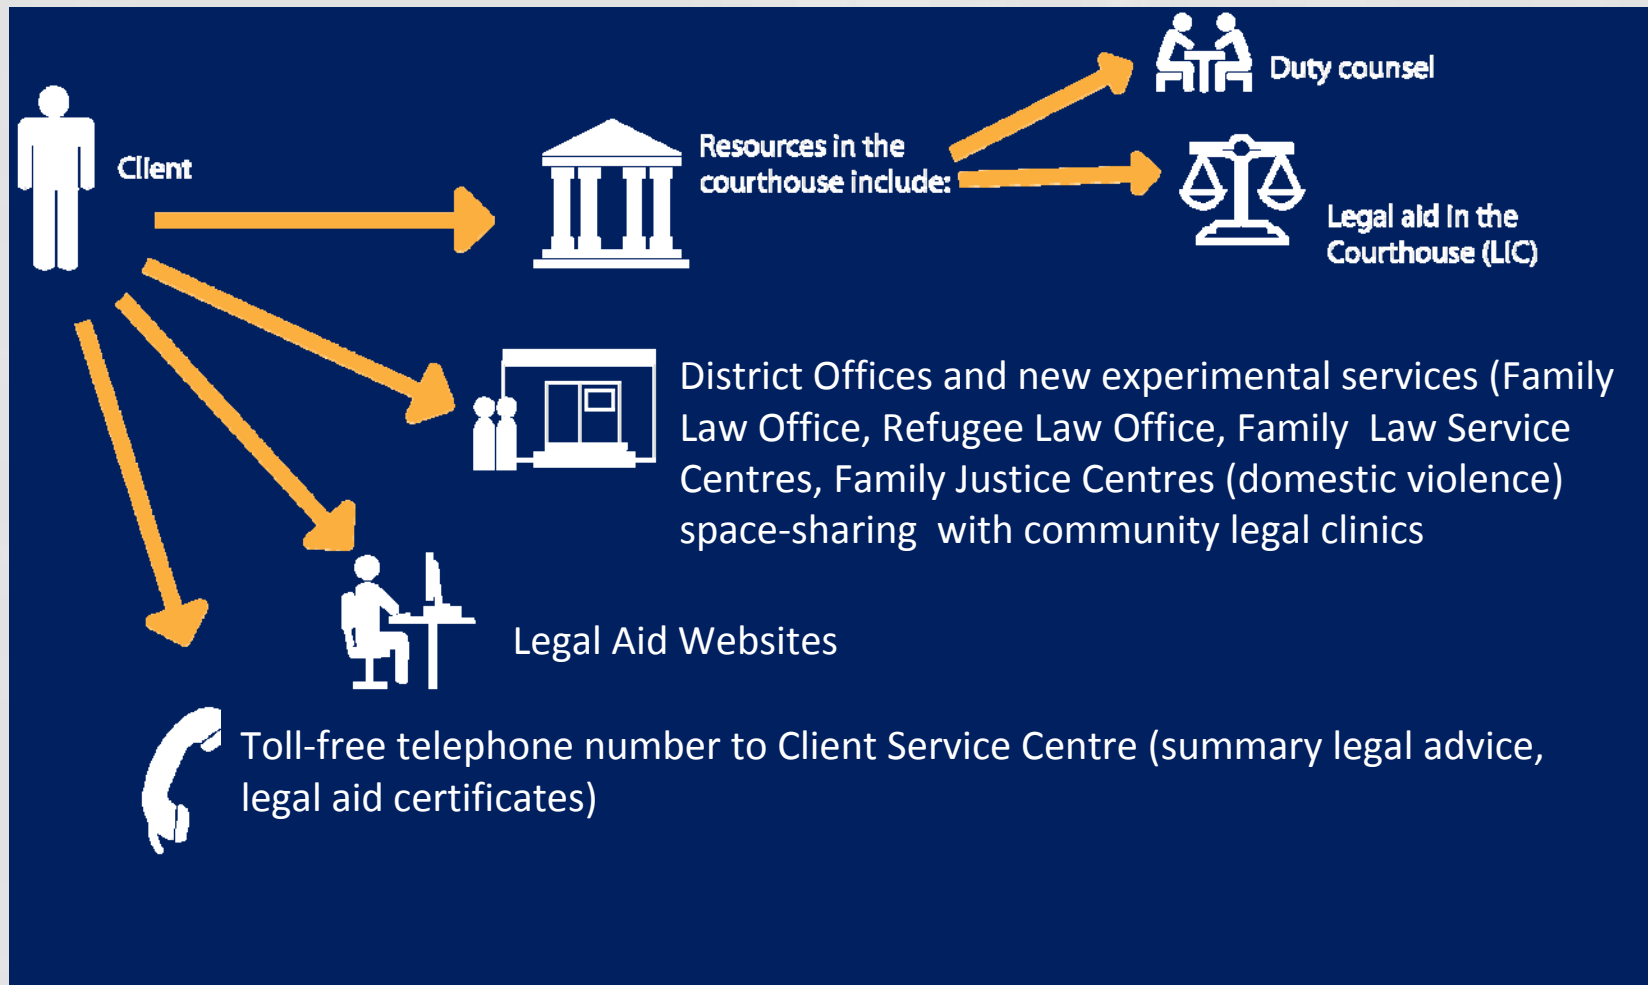 Client
Resources in the
courthouse include:
Duty counsel
Legal aid in the
Courthouse (LIC)
District Offices and new experimental services (Family
Law Office, Refugee Law Office, Family Law Service
Centres, Family Justice Centres (domestic violence)
space-sharing with community legal clinics
Legal Aid Websites
Toll-free telephone number to Client Service Centre (summary legal advice,
legal aid certificates)